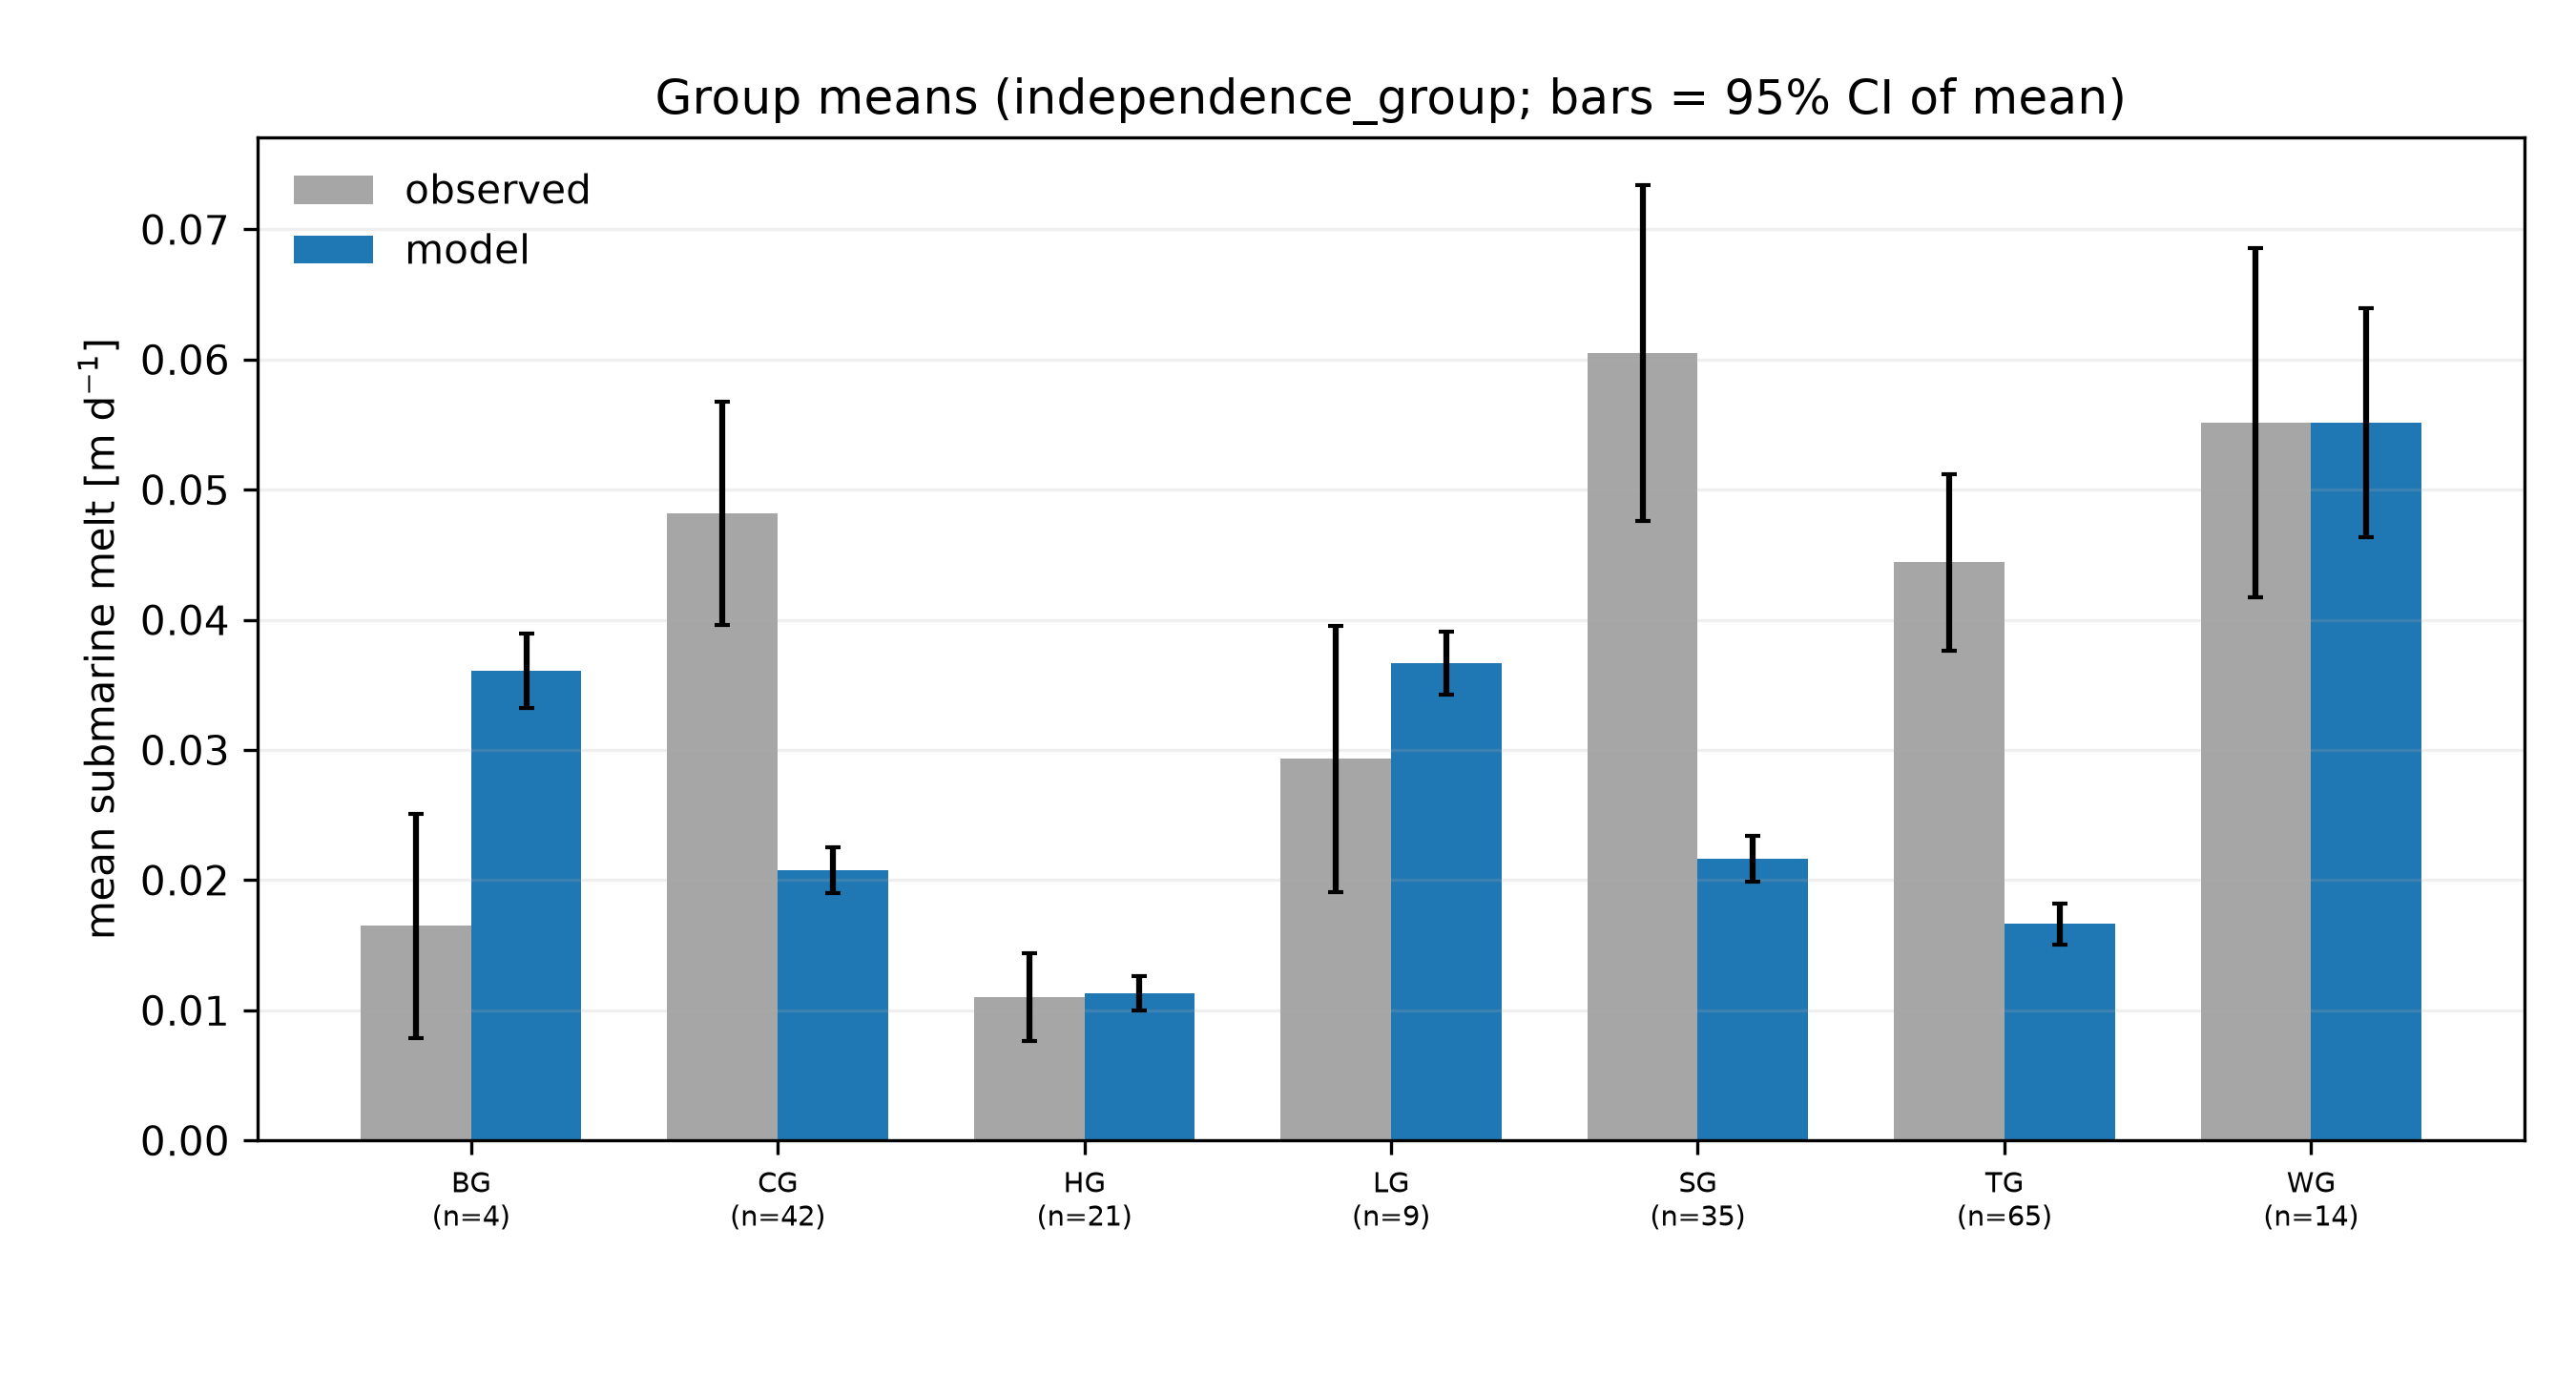 Group means (independence_group; bars = 95% CI of mean)
observed
model
mean submarine melt [m d⁻¹]
0.07
0.06
0.05
0.04
0.03
0.02
0.01
0.00
BG CG HG LG SG TG WG
(n=4) (n=42) (n=21) (n=9) (n=35) (n=65) (n=14)